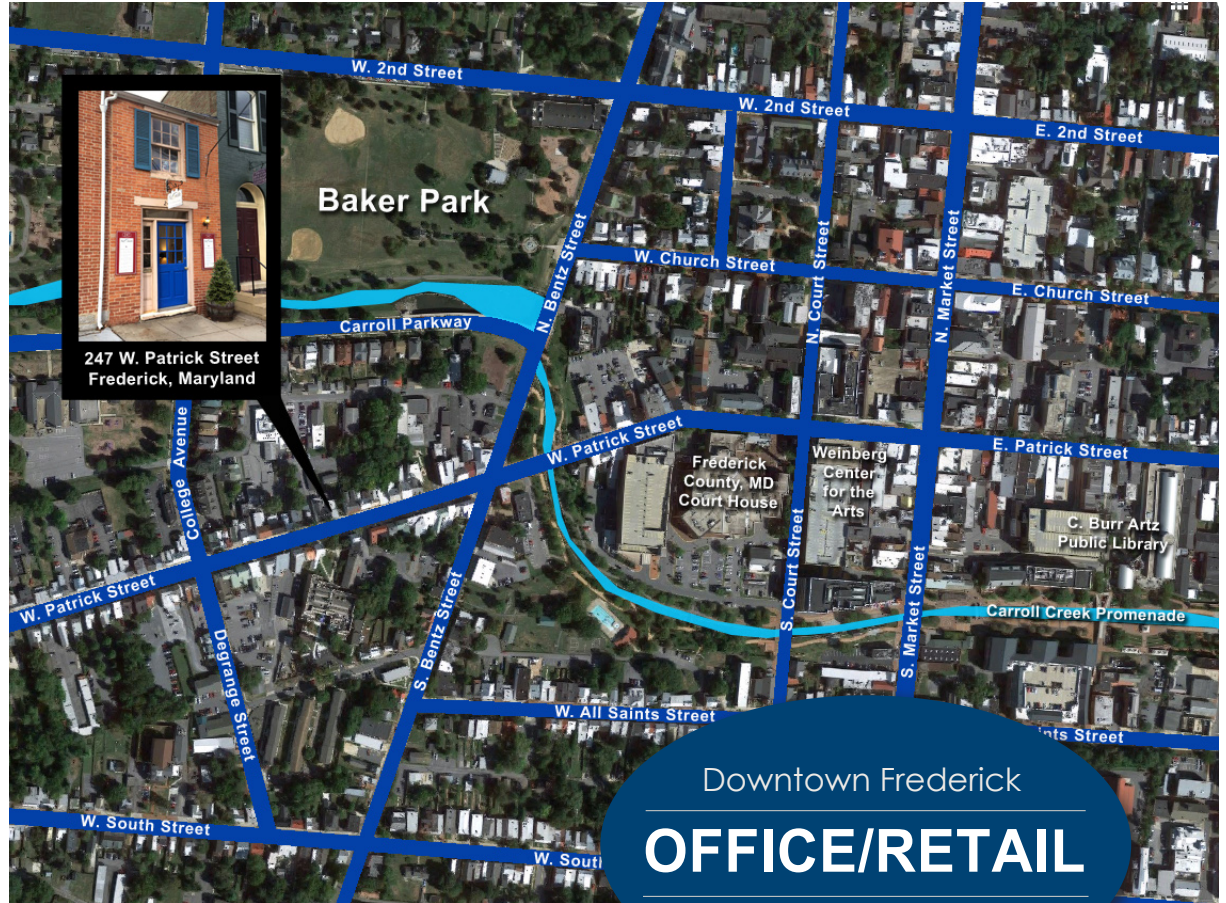 W. 2nd Street
W. 2nd Street
E. 2nd Street
Baker Park
N. Bentz Street
W. Church Street
N. Court Street
N. Market Street
E. Church Street
Carroll Parkway
247 W. Patrick Street
Frederick, Maryland
College Avenue
W. Patrick Street
E. Patrick Street
Frederick
County, MD
Court House
Weinberg
Center
for the
Arts
C. Burr Artz
Public Library
W. Patrick Street
S. Court Street
S. Market Street
Carroll Creek Promenade
Degrange Street
S. Bentz Street
W. All Saints Street
ints Street
Downtown Frederick
W. South Street
W. South
OFFICE/RETAIL